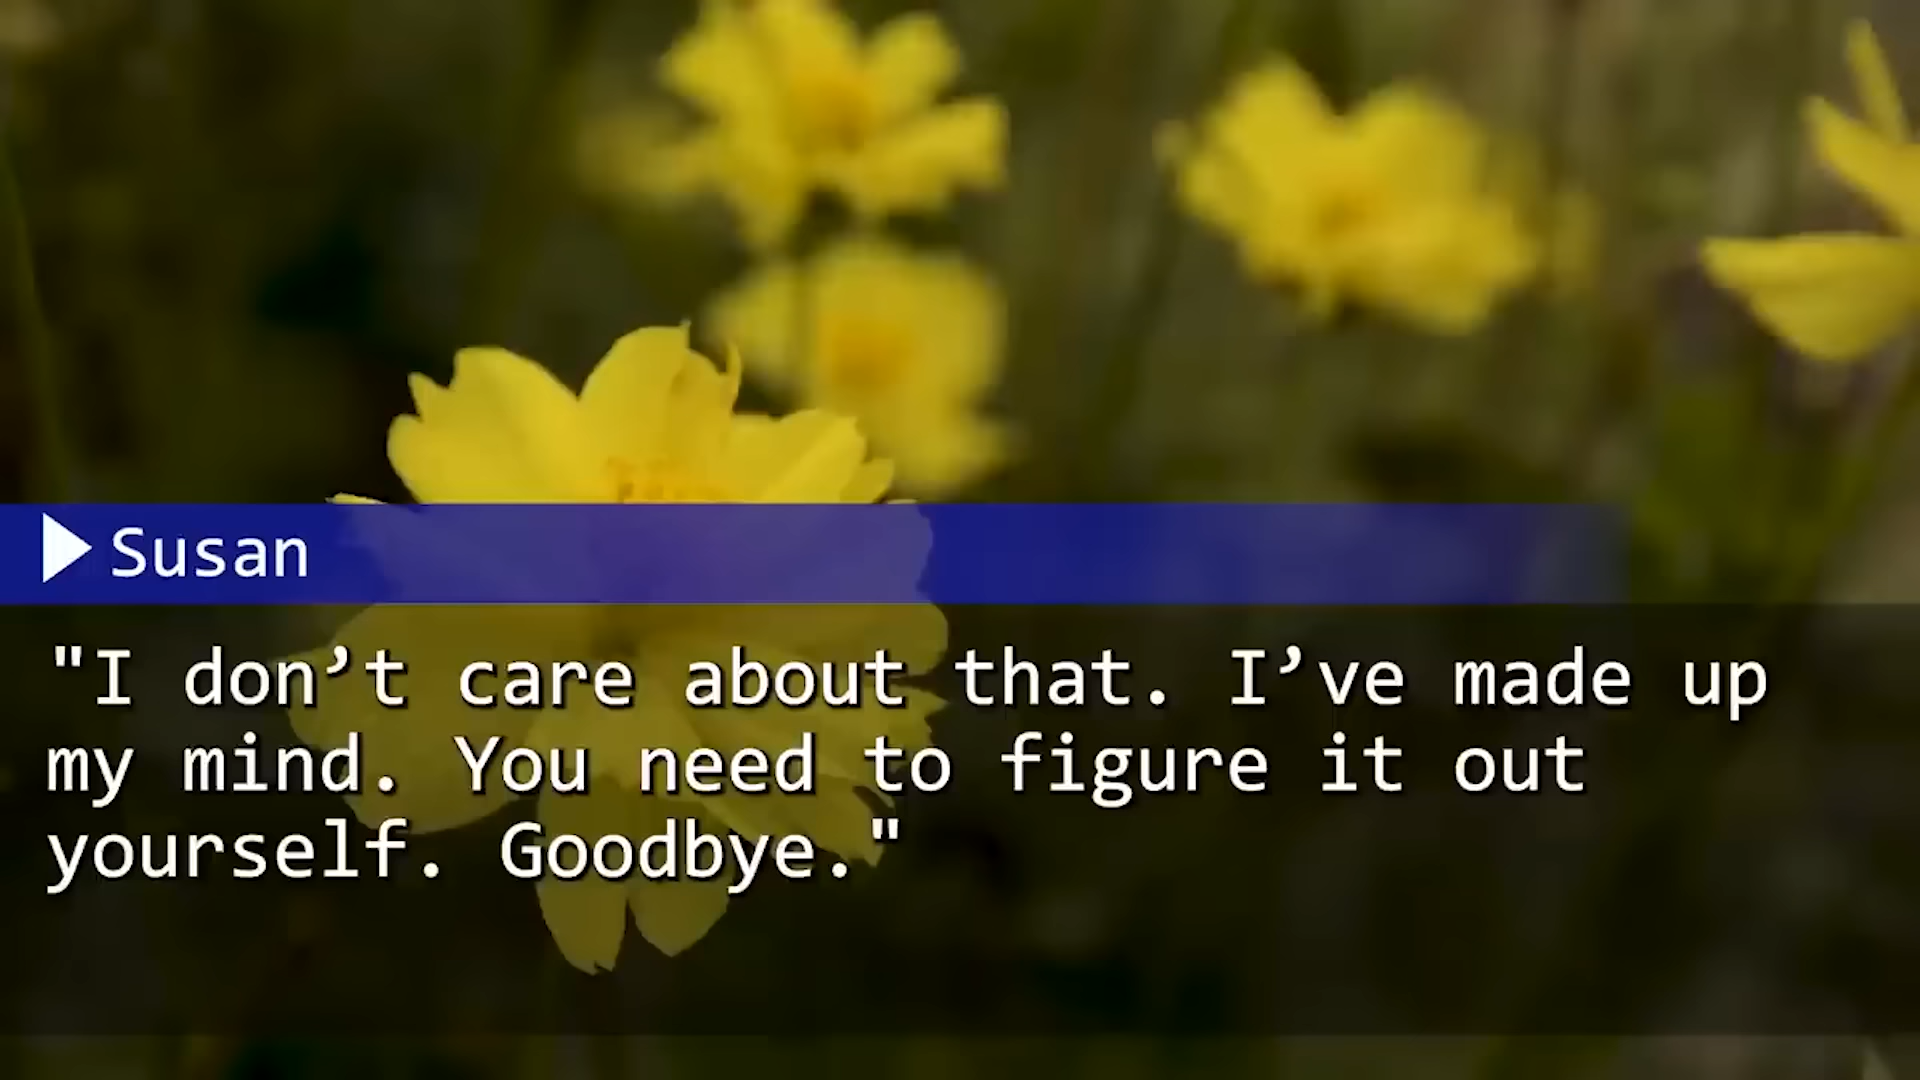 Susan
"I don’t care about that. I’ve made up
my mind. You need to figure it out
yourself. Goodbye."